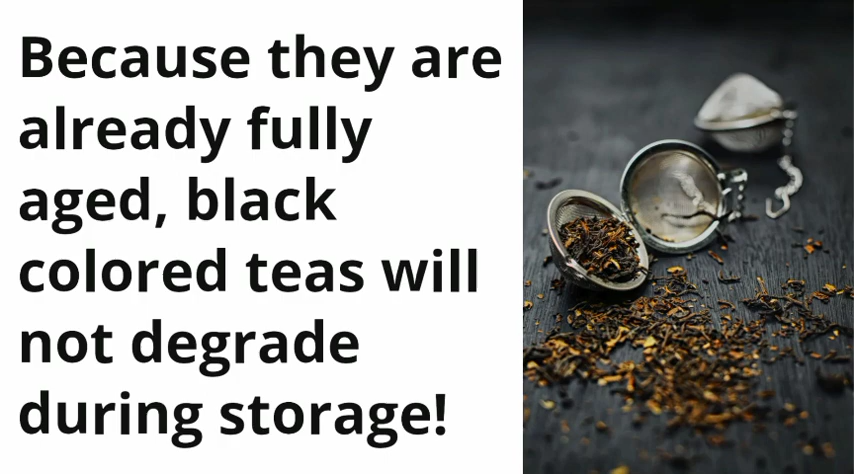 Because they are
already fully
aged, black
colored teas will
not degrade
during storage!